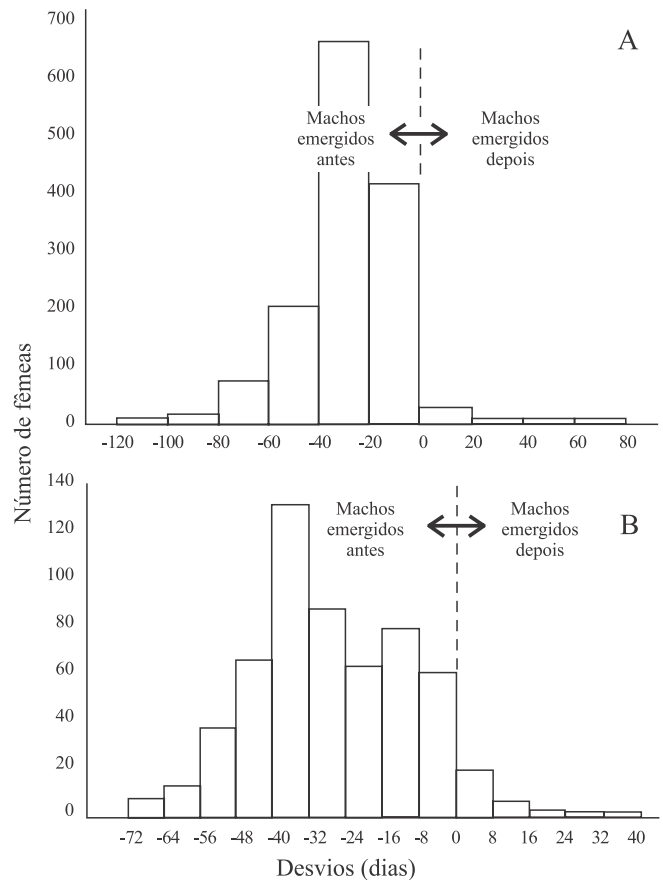 Número de fêmeas
700
600
500
400
300
200
100
0
A
Machos emergidos antes
Machos emergidos depois
-120 -100 -80 -60 -40 -20 0 20 40 60 80
140
120
100
80
60
40
20
0
B
Machos emergidos antes
Machos emergidos depois
-72 -64 -56 -48 -40 -32 -24 -16 -8 0 8 16 24 32 40
Desvios (dias)